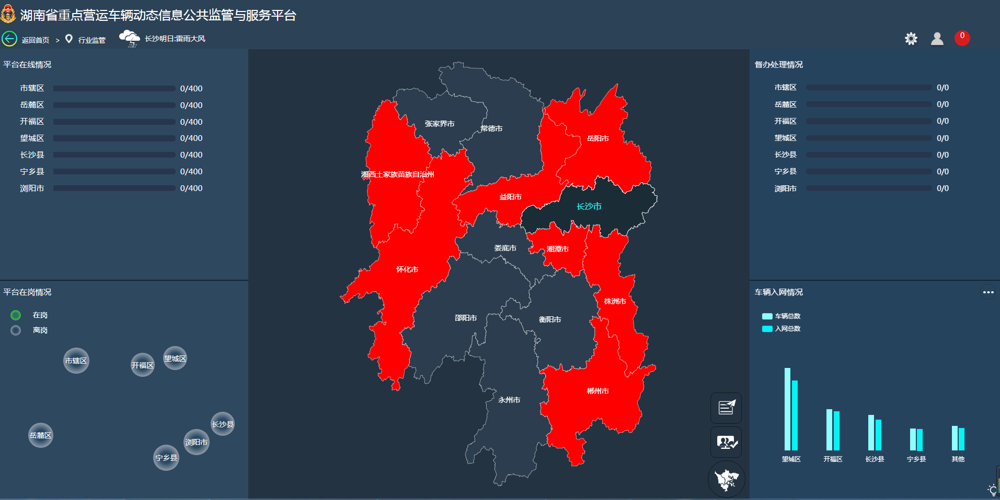 湖南省重点营运车辆动态信息公共监管与服务平台
返回首页 > 行业监管 长沙明日:雷雨大风
0
平台在线情况
市辖区 0/400
岳麓区 0/400
开福区 0/400
望城区 0/400
长沙县 0/400
宁乡县 0/400
浏阳市 0/400
平台在岗情况
在岗
离岗
市辖区
开福区
望城区
岳麓区
长沙县
浏阳市
宁乡县
张家界市
常德市
岳阳市
湘西土家族苗族自治州
益阳市
长沙市
娄底市
湘潭市
怀化市
株洲市
邵阳市
衡阳市
郴州市
永州市
督办处理情况
市辖区 0/0
岳麓区 0/0
开福区 0/0
望城区 0/0
长沙县 0/0
宁乡县 0/0
浏阳市 0/0
车辆入网情况
车辆总数
入网总数
望城区 开福区 长沙县 宁乡县 其他